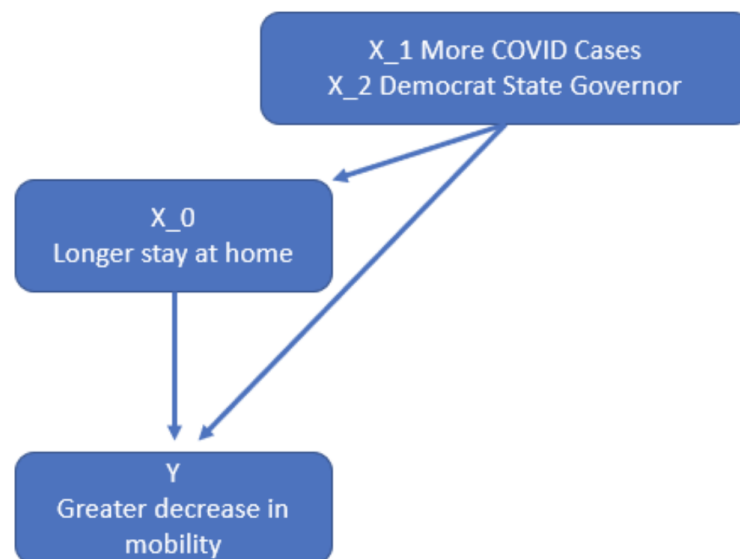 X_1 More COVID Cases
X_2 Democrat State Governor
X_0
Longer stay at home
Y
Greater decrease in
mobility